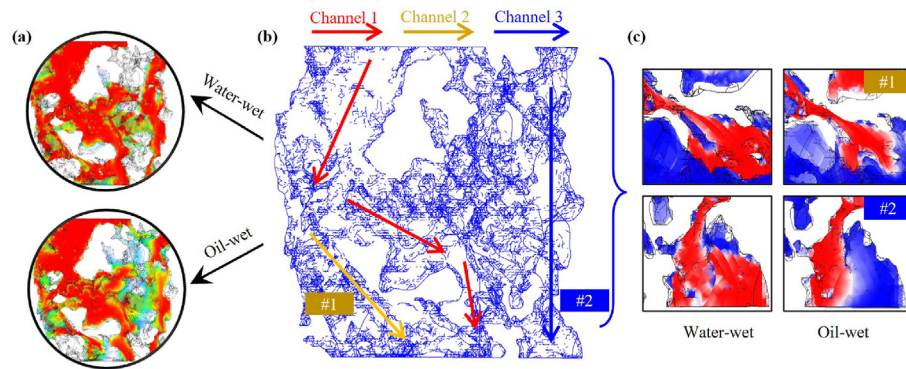 Channel 1
Channel 2
Channel 3
(a)
(b)
(c)
Water-wet
Oil-wet
#1
#2
#1
#2
Water-wet
Oil-wet